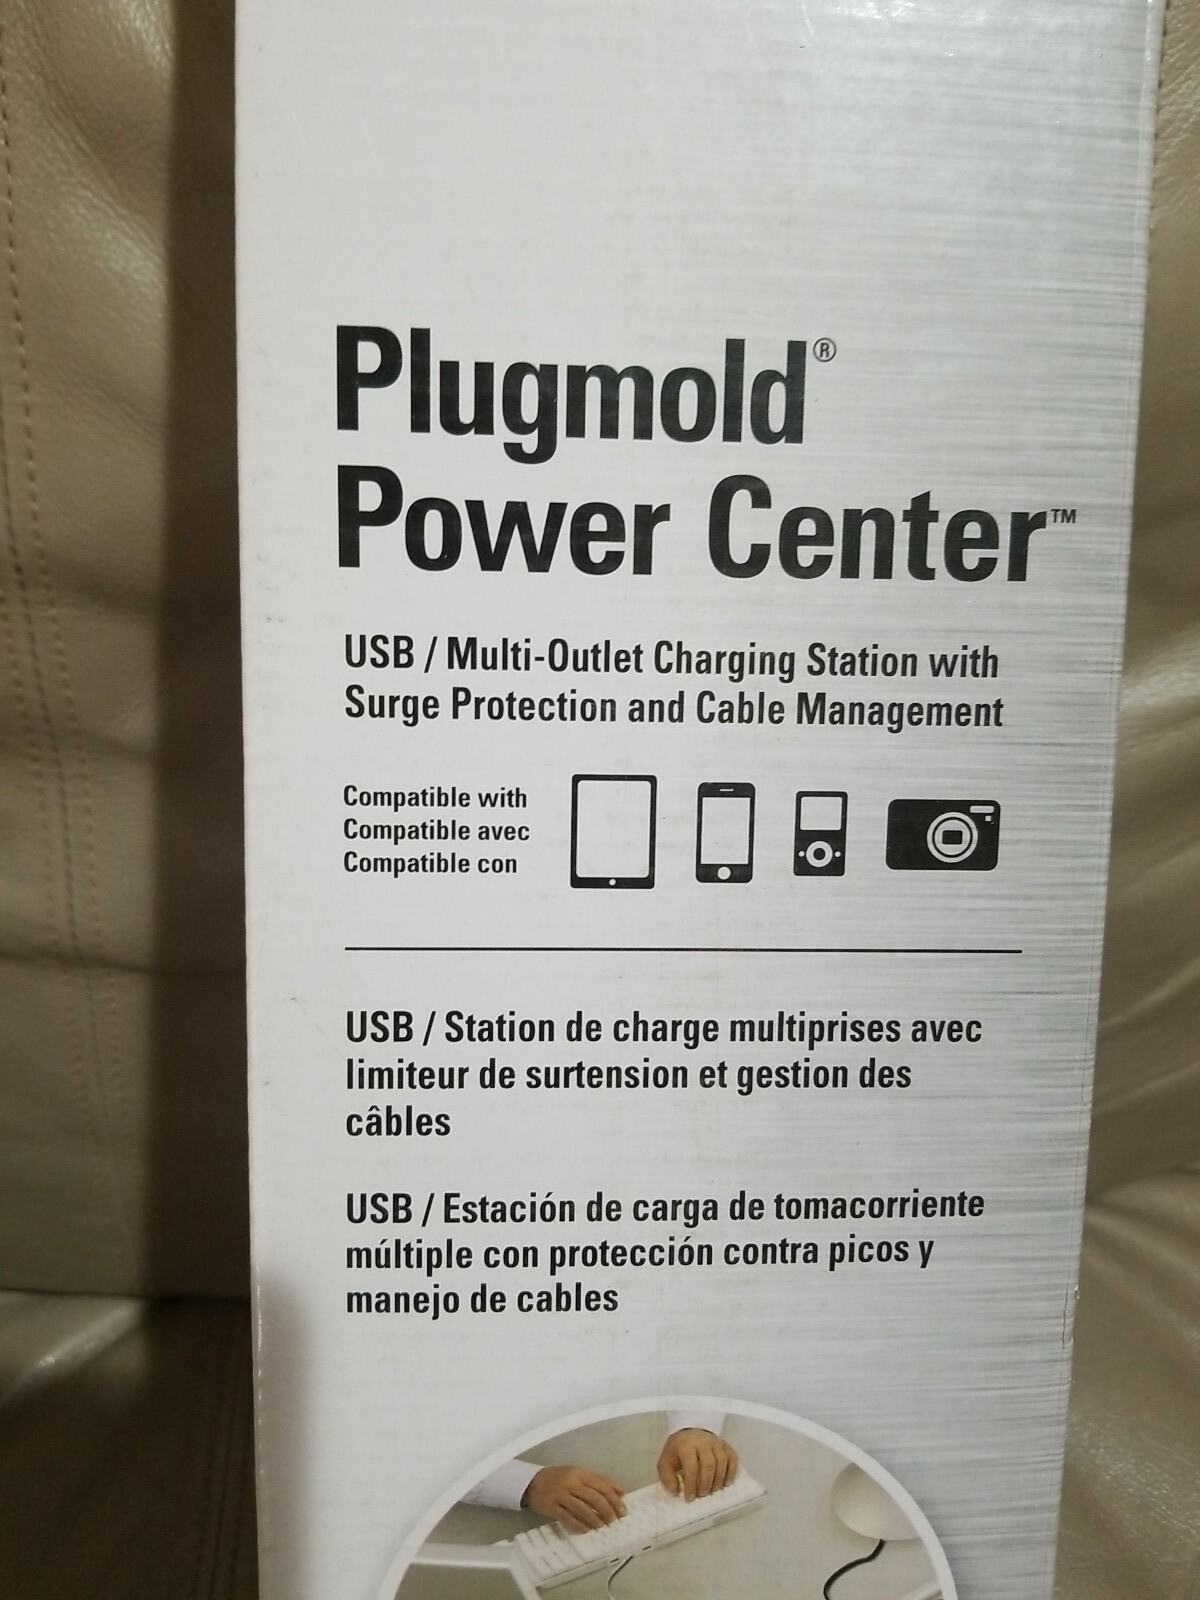 Plugmold®
Power Center™
USB / Multi-Outlet Charging Station with
Surge Protection and Cable Management
Compatible with
Compatible avec
Compatible con
USB / Station de charge multiprises avec
limiteur de surtension et gestion des
câbles
USB / Estación de carga de tomacorriente
múltiple con protección contra picos y
manejo de cables